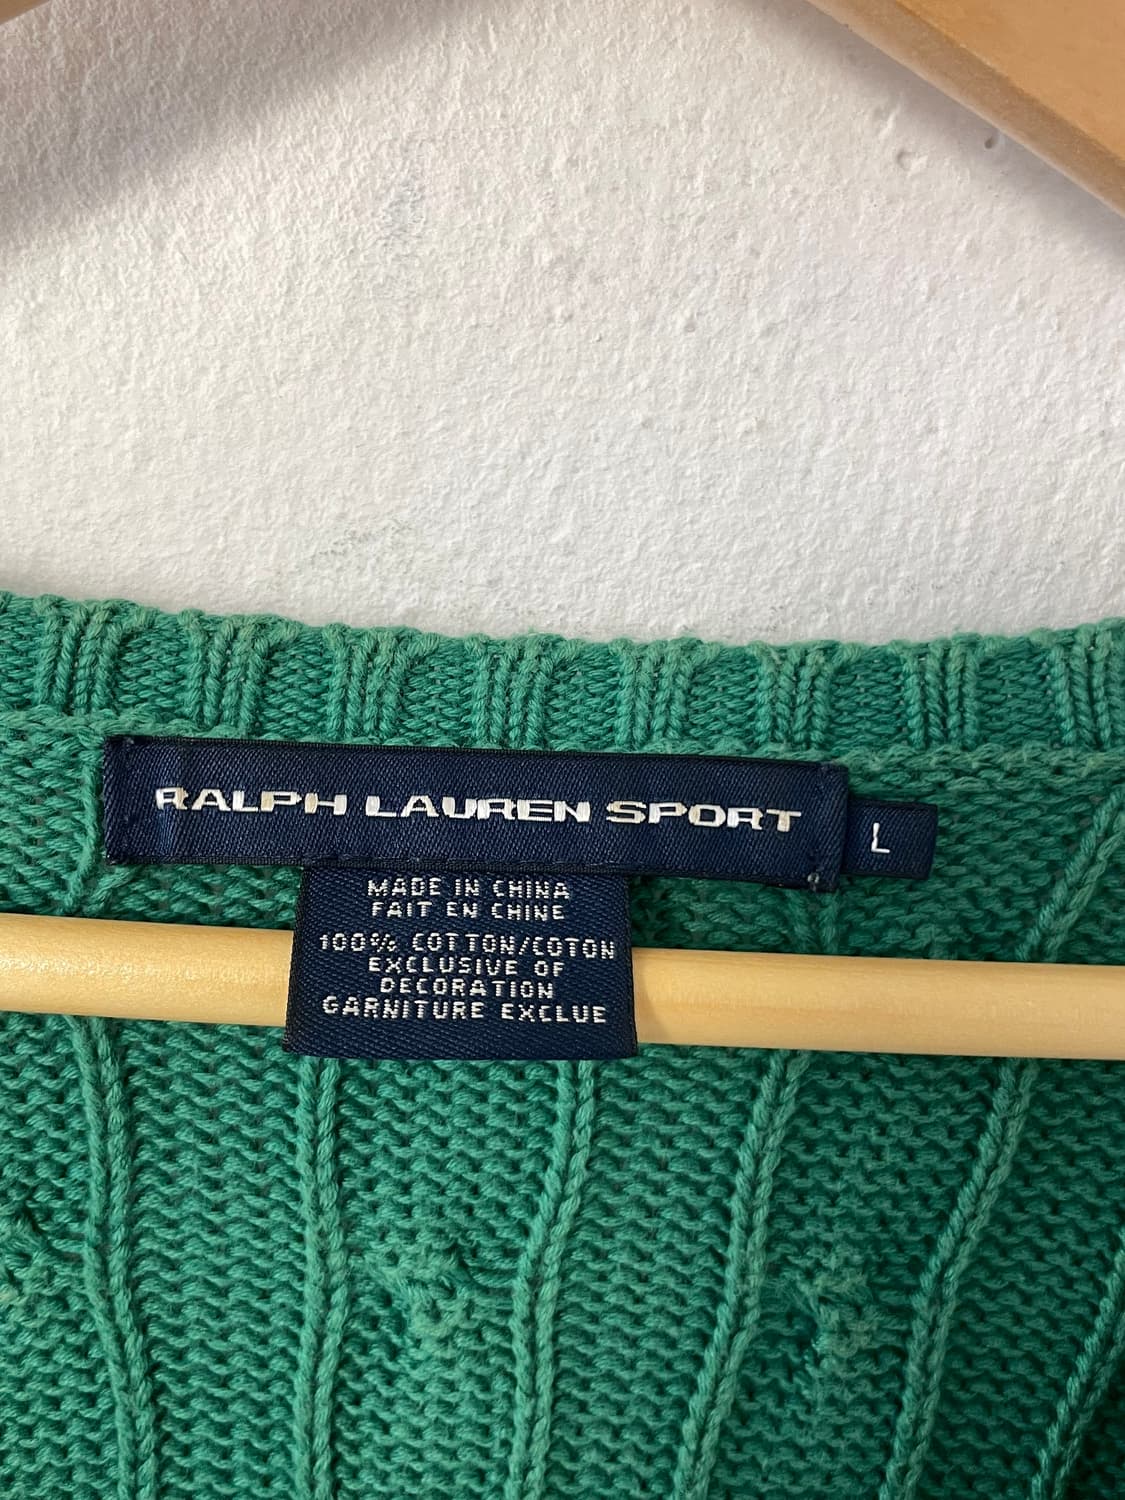 RALPH LAUREN SPORT
L
MADE IN CHINA
FAIT EN CHINE
100% COTTON/COTON
EXCLUSIVE OF
DECORATION
GARNITURE EXCLUE